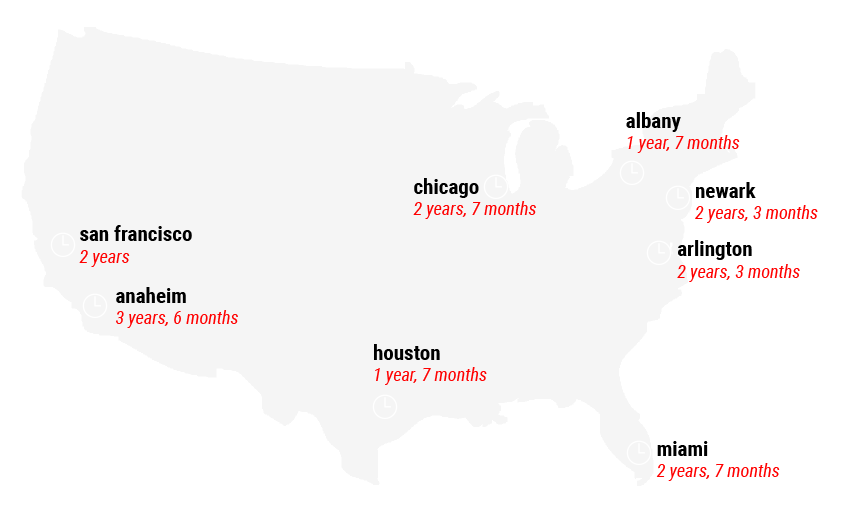 albany
1 year, 7 months
chicago
2 years, 7 months
newark
2 years, 3 months
san francisco
2 years
arlington
2 years, 3 months
anaheim
3 years, 6 months
houston
1 year, 7 months
miami
2 years, 7 months